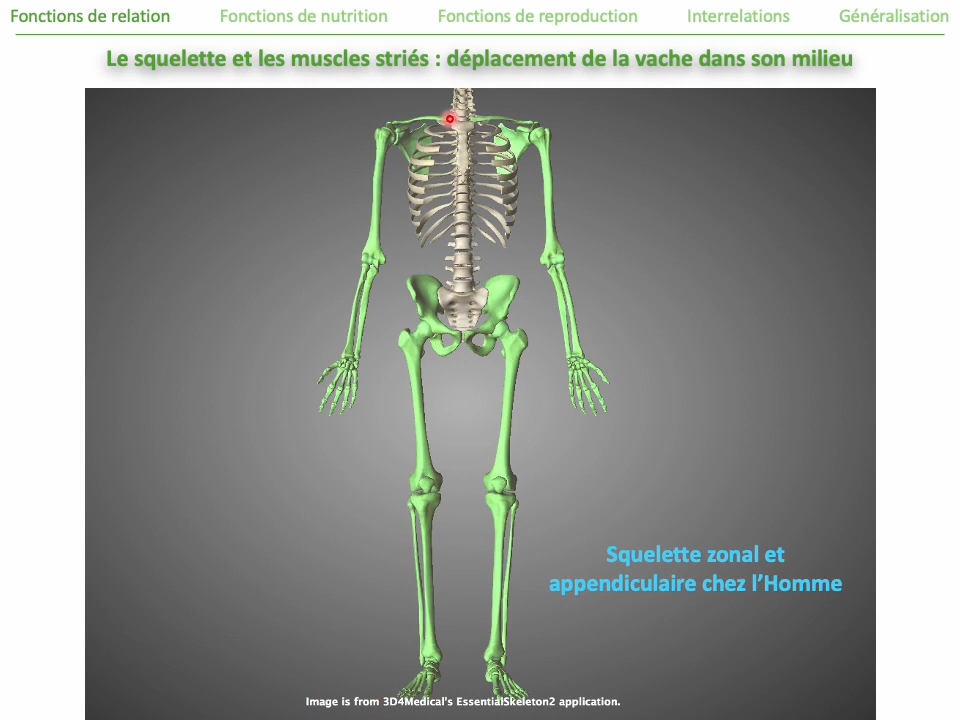 Fonctions de relation Fonctions de nutrition Fonctions de reproduction Interrelations Généralisation
Le squelette et les muscles striés : déplacement de la vache dans son milieu
Squelette zonal et
appendiculaire chez l’Homme
Image is from 3D4Medical's EssentialSkeleton2 application.